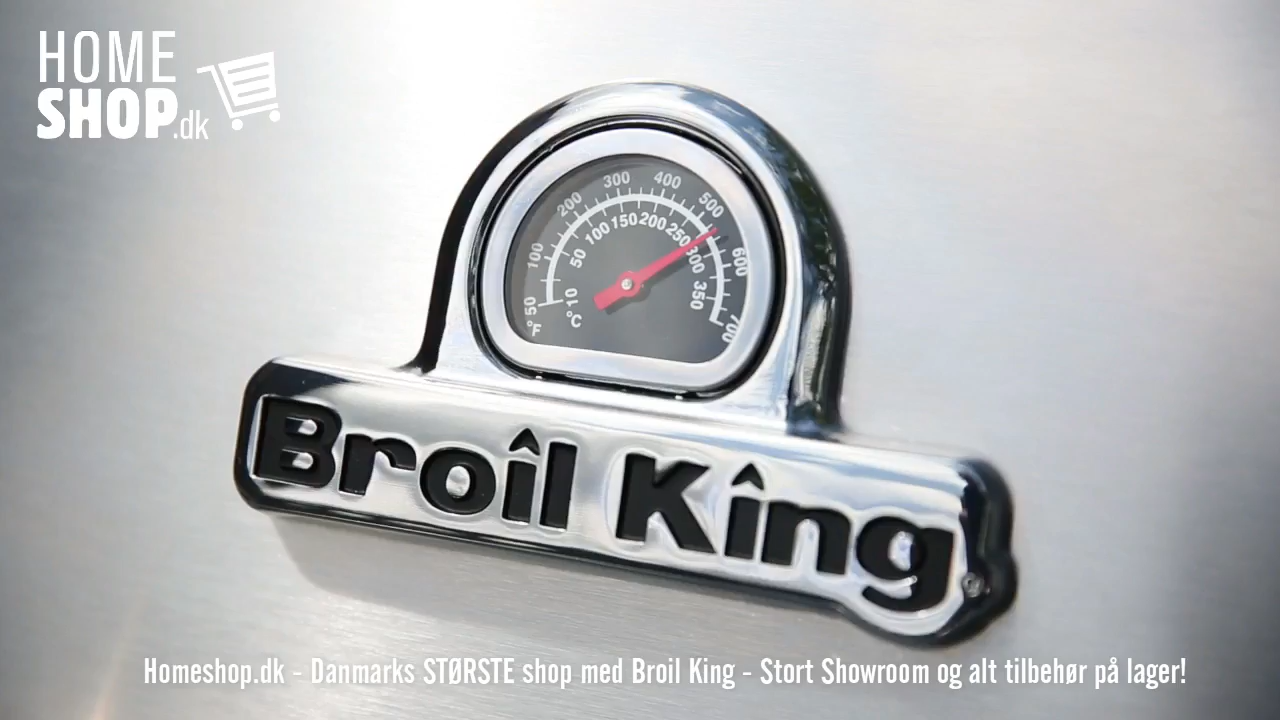 HOME
SHOP.dk
50 100 200 300 400 500 600 700
10 50 100 150 200 250 300 350
°F °C
Broil King
Homeshop.dk - Danmarks STØRSTE shop med Broil King - Stort Showroom og alt tilbehør på lager!